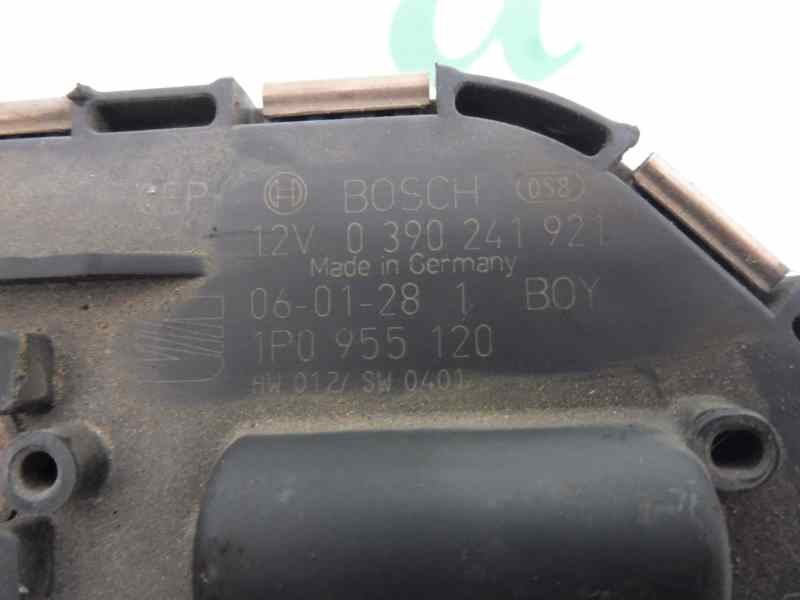 BOSCH 058
12V 0 390 241 921
Made in Germany
06-01-28 1 BOY
1P0 955 120
HW 012/ SW 0401